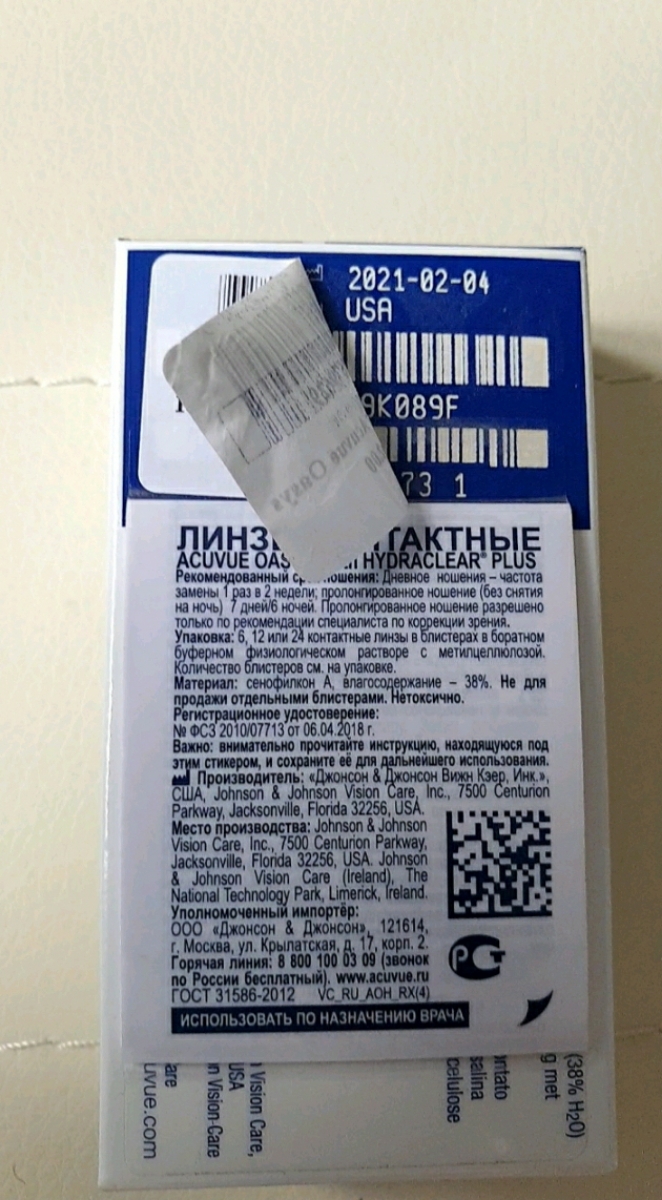 2021-02-04
USA
9K089F
73 1
ACUVUE HYDRACLEAR® PLUS
Рекомендованный ношения: Дневное ношения – частота
замены 1 раз в 2 недели; пролонгированное ношение (без снятия
на ночь) 7 дней/6 ночей. Пролонгированное ношение разрешено
только по рекомендации специалиста по коррекции зрения.
Упаковка: 6, 12 или 24 контактные линзы в блистерах в боратном
буферном физиологическом растворе с метилцеллюлозой.
Количество блистеров см. на упаковке.
Материал: сенофилкон А, влагосодержание – 38%. Не для
продажи отдельными блистерами. Нетоксично.
Регистрационное удостоверение:
№ ФСЗ 2010/07713 от 06.04.2018 г.
Важно: внимательно прочитайте инструкцию, находящуюся под
этим стикером, и сохраните её для дальнейшего использования.
Производитель: «Джонсон & Джонсон Вижн Кэер, Инк.»,
США, Johnson & Johnson Vision Care, Inc., 7500 Centurion
Parkway, Jacksonville, Florida 32256, USA.
Место производства: Johnson & Johnson
Vision Care, Inc., 7500 Centurion Parkway,
Jacksonville, Florida 32256, USA. Johnson
& Johnson Vision Care (Ireland), The
National Technology Park, Limerick, Ireland.
Уполномоченный импортёр:
ООО «Джонсон & Джонсон», 121614,
г. Москва, ул. Крылатская, д. 17, корп. 2.
Горячая линия: 8 800 100 03 09 (звонок
по России бесплатный). www.acuvue.ru
ГОСТ 31586-2012 VC_RU_AOH_RX(4)
ИСПОЛЬЗОВАТЬ ПО НАЗНАЧЕНИЮ ВРАЧА
(38% H2O)
g met
salina
Vision Care,
USA
n Vision-Care